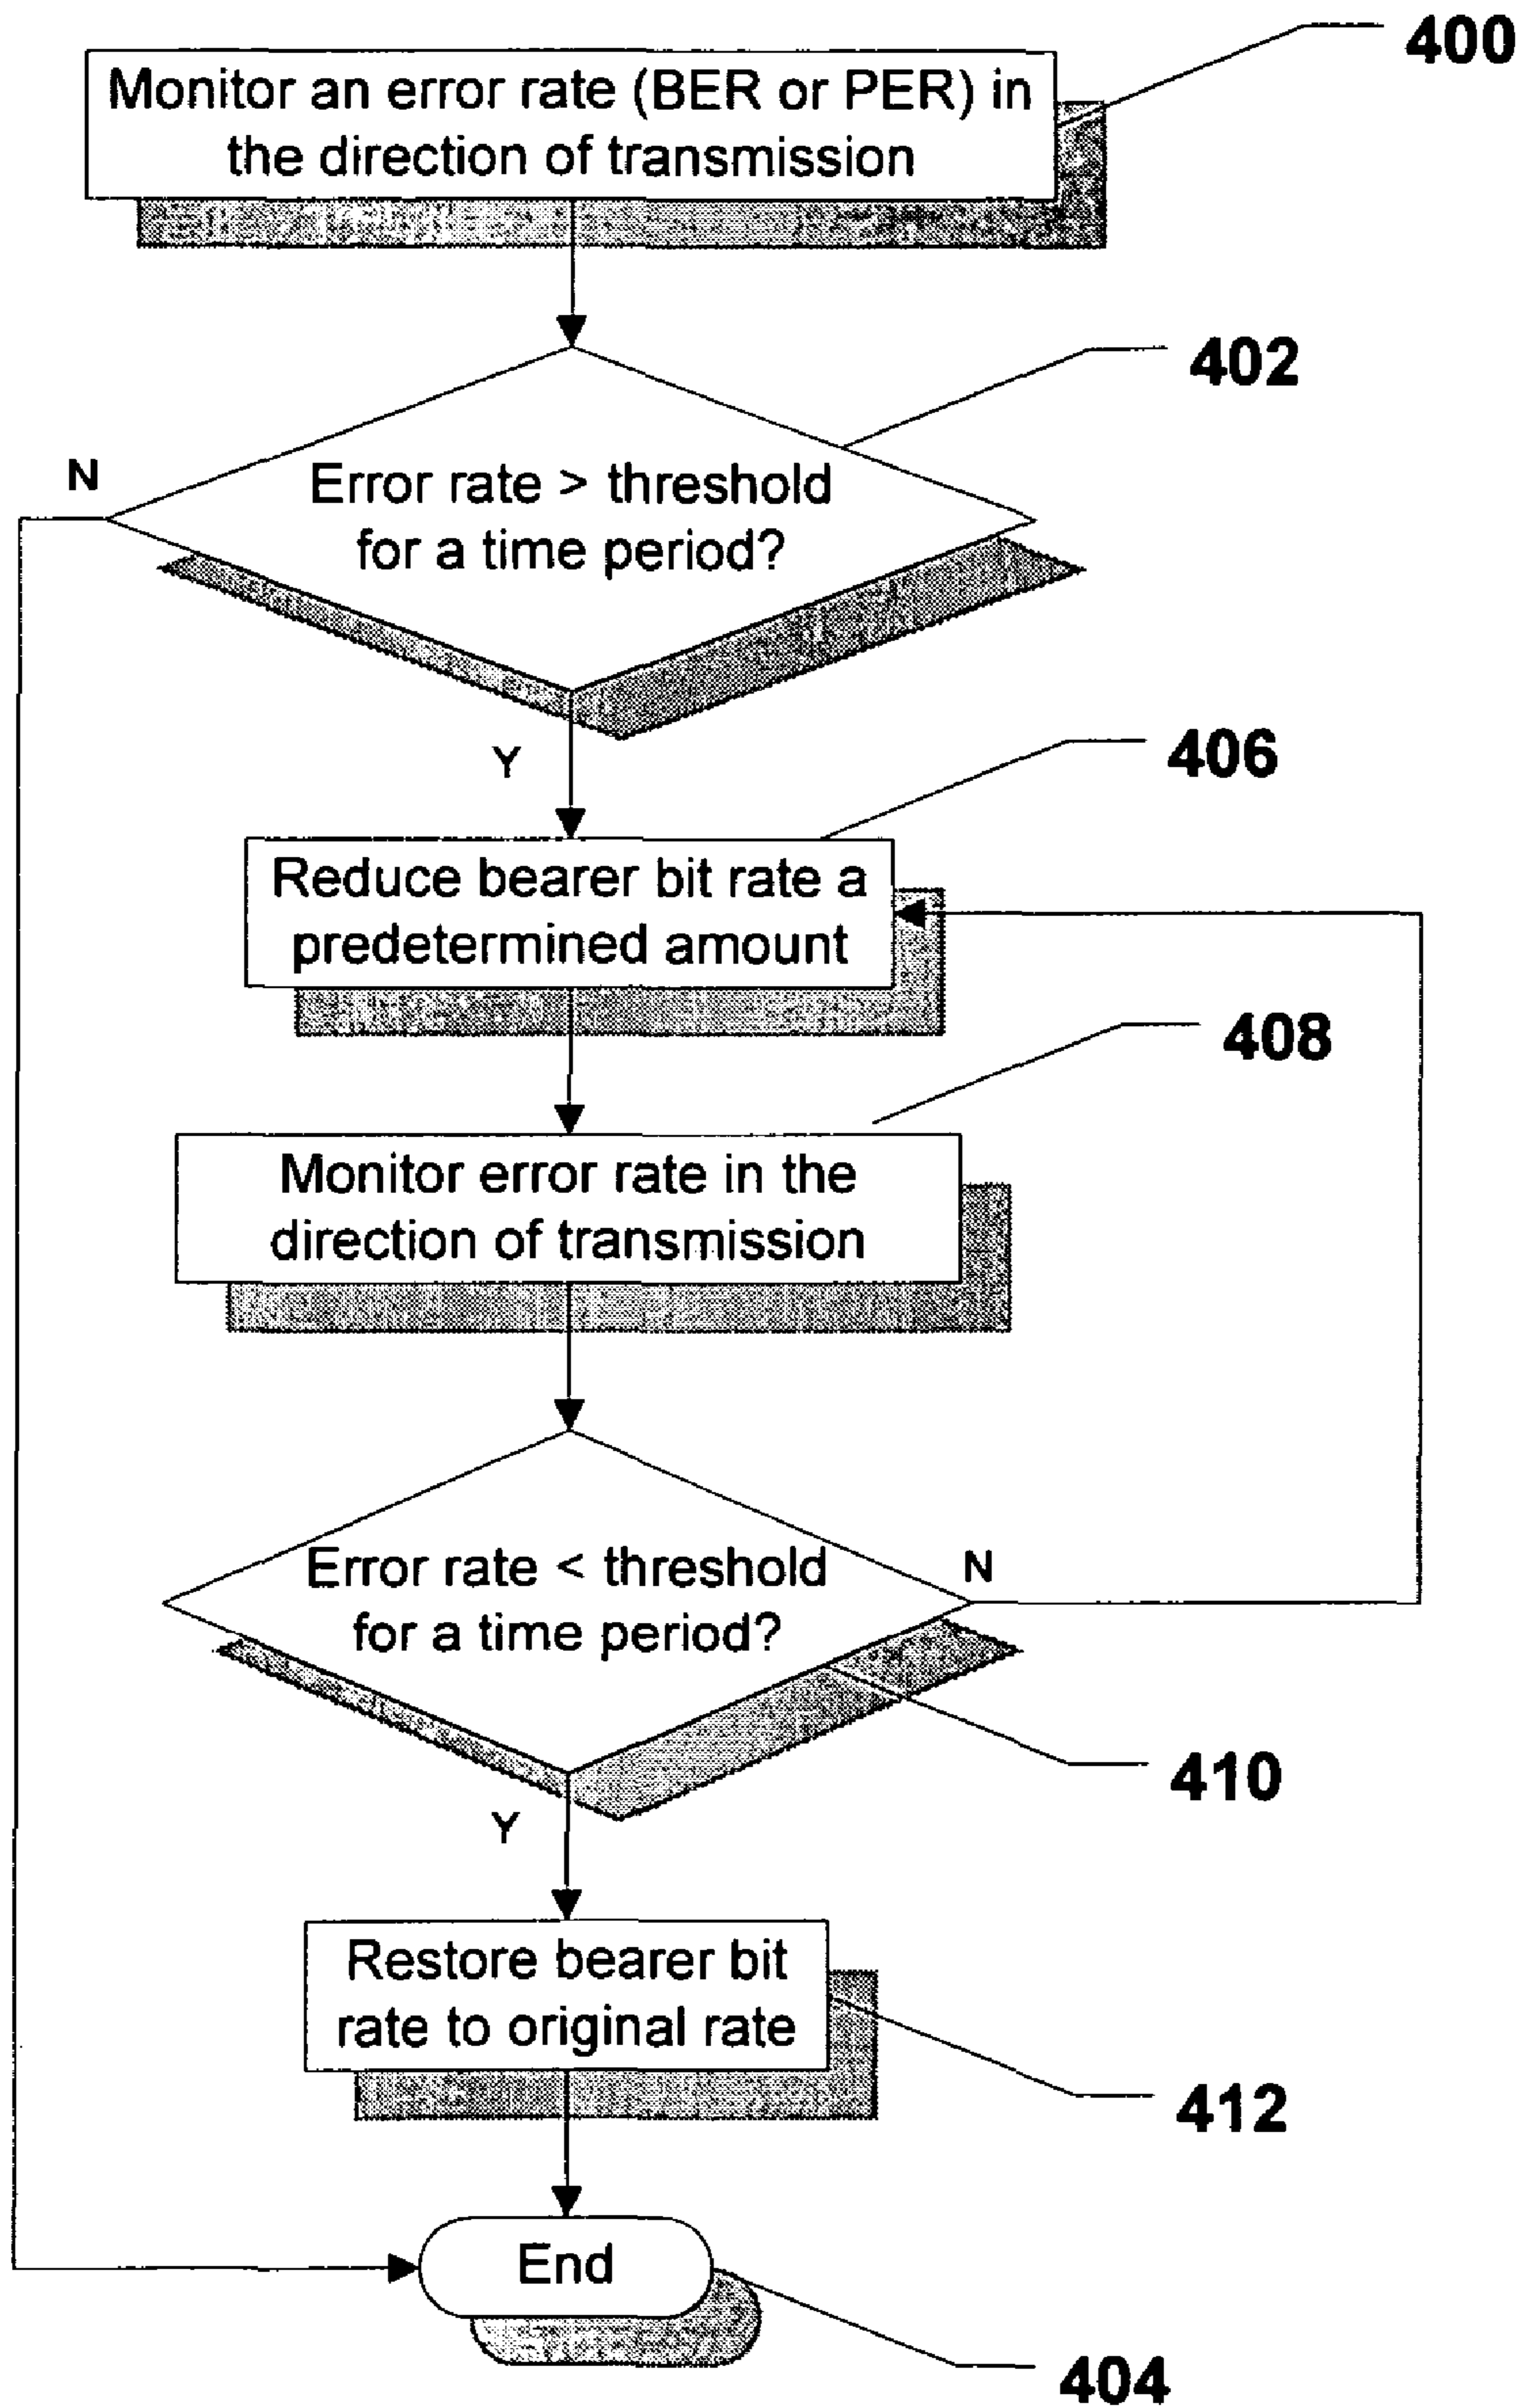 400
Monitor an error rate (BER or PER) in
the direction of transmission
402
N
Error rate > threshold
for a time period?
Y
406
Reduce bearer bit rate a
predetermined amount
408
Monitor error rate in the
direction of transmission
Error rate < threshold
for a time period?
N
410
Y
Restore bearer bit
rate to original rate
412
End
404